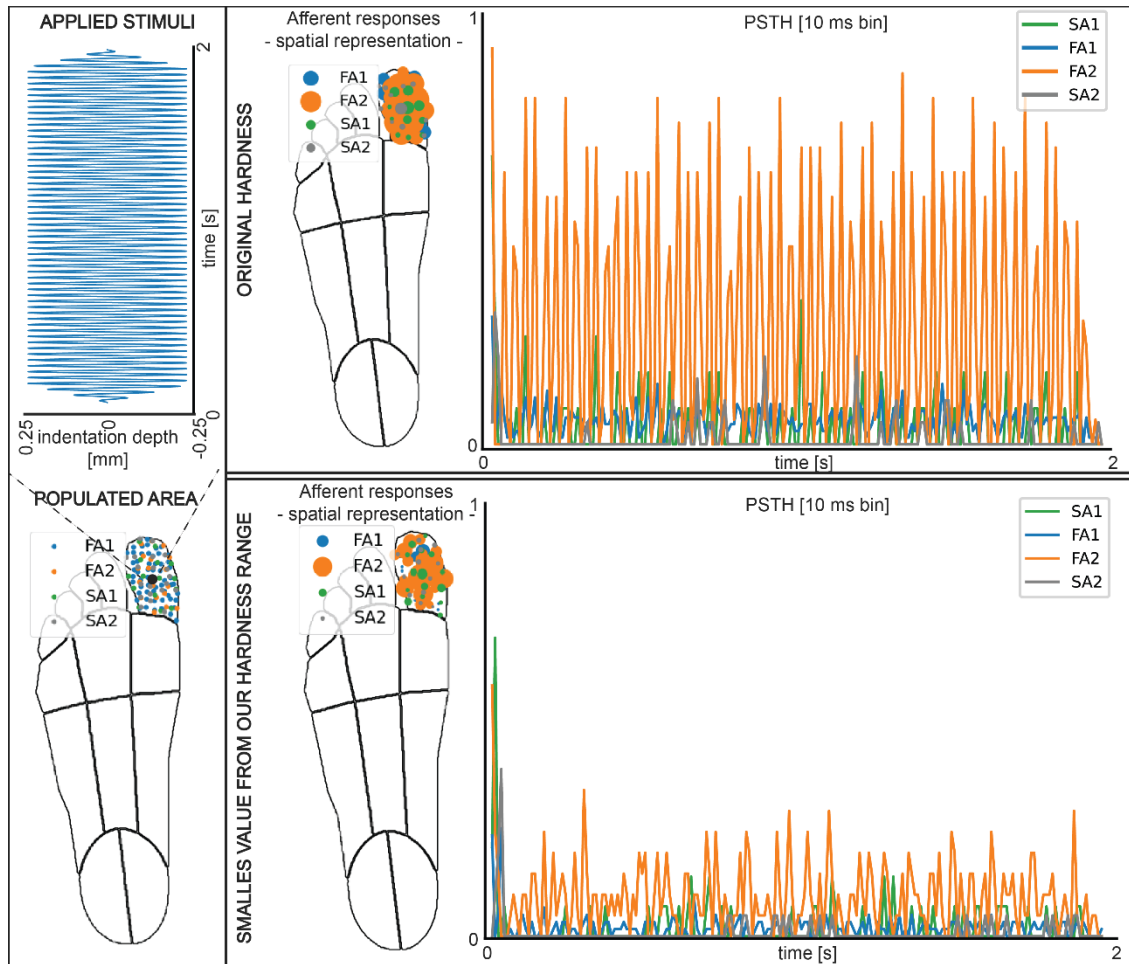 APPLIED STIMULI
2
time [s]
0
0.25
0
-0.25
indentation depth
[mm]
POPULATED AREA
FA1
FA2
SA1
SA2
ORIGINAL HARDNESS
Afferent responses
- spatial representation -
FA1
FA2
SA1
SA2
PSTH [10 ms bin]
1
0
0
time [s]
2
SA1
FA1
FA2
SA2
SMALLES VALUE FROM OUR HARDNESS RANGE
Afferent responses
- spatial representation -
FA1
FA2
SA1
SA2
PSTH [10 ms bin]
1
0
0
time [s]
2
SA1
FA1
FA2
SA2